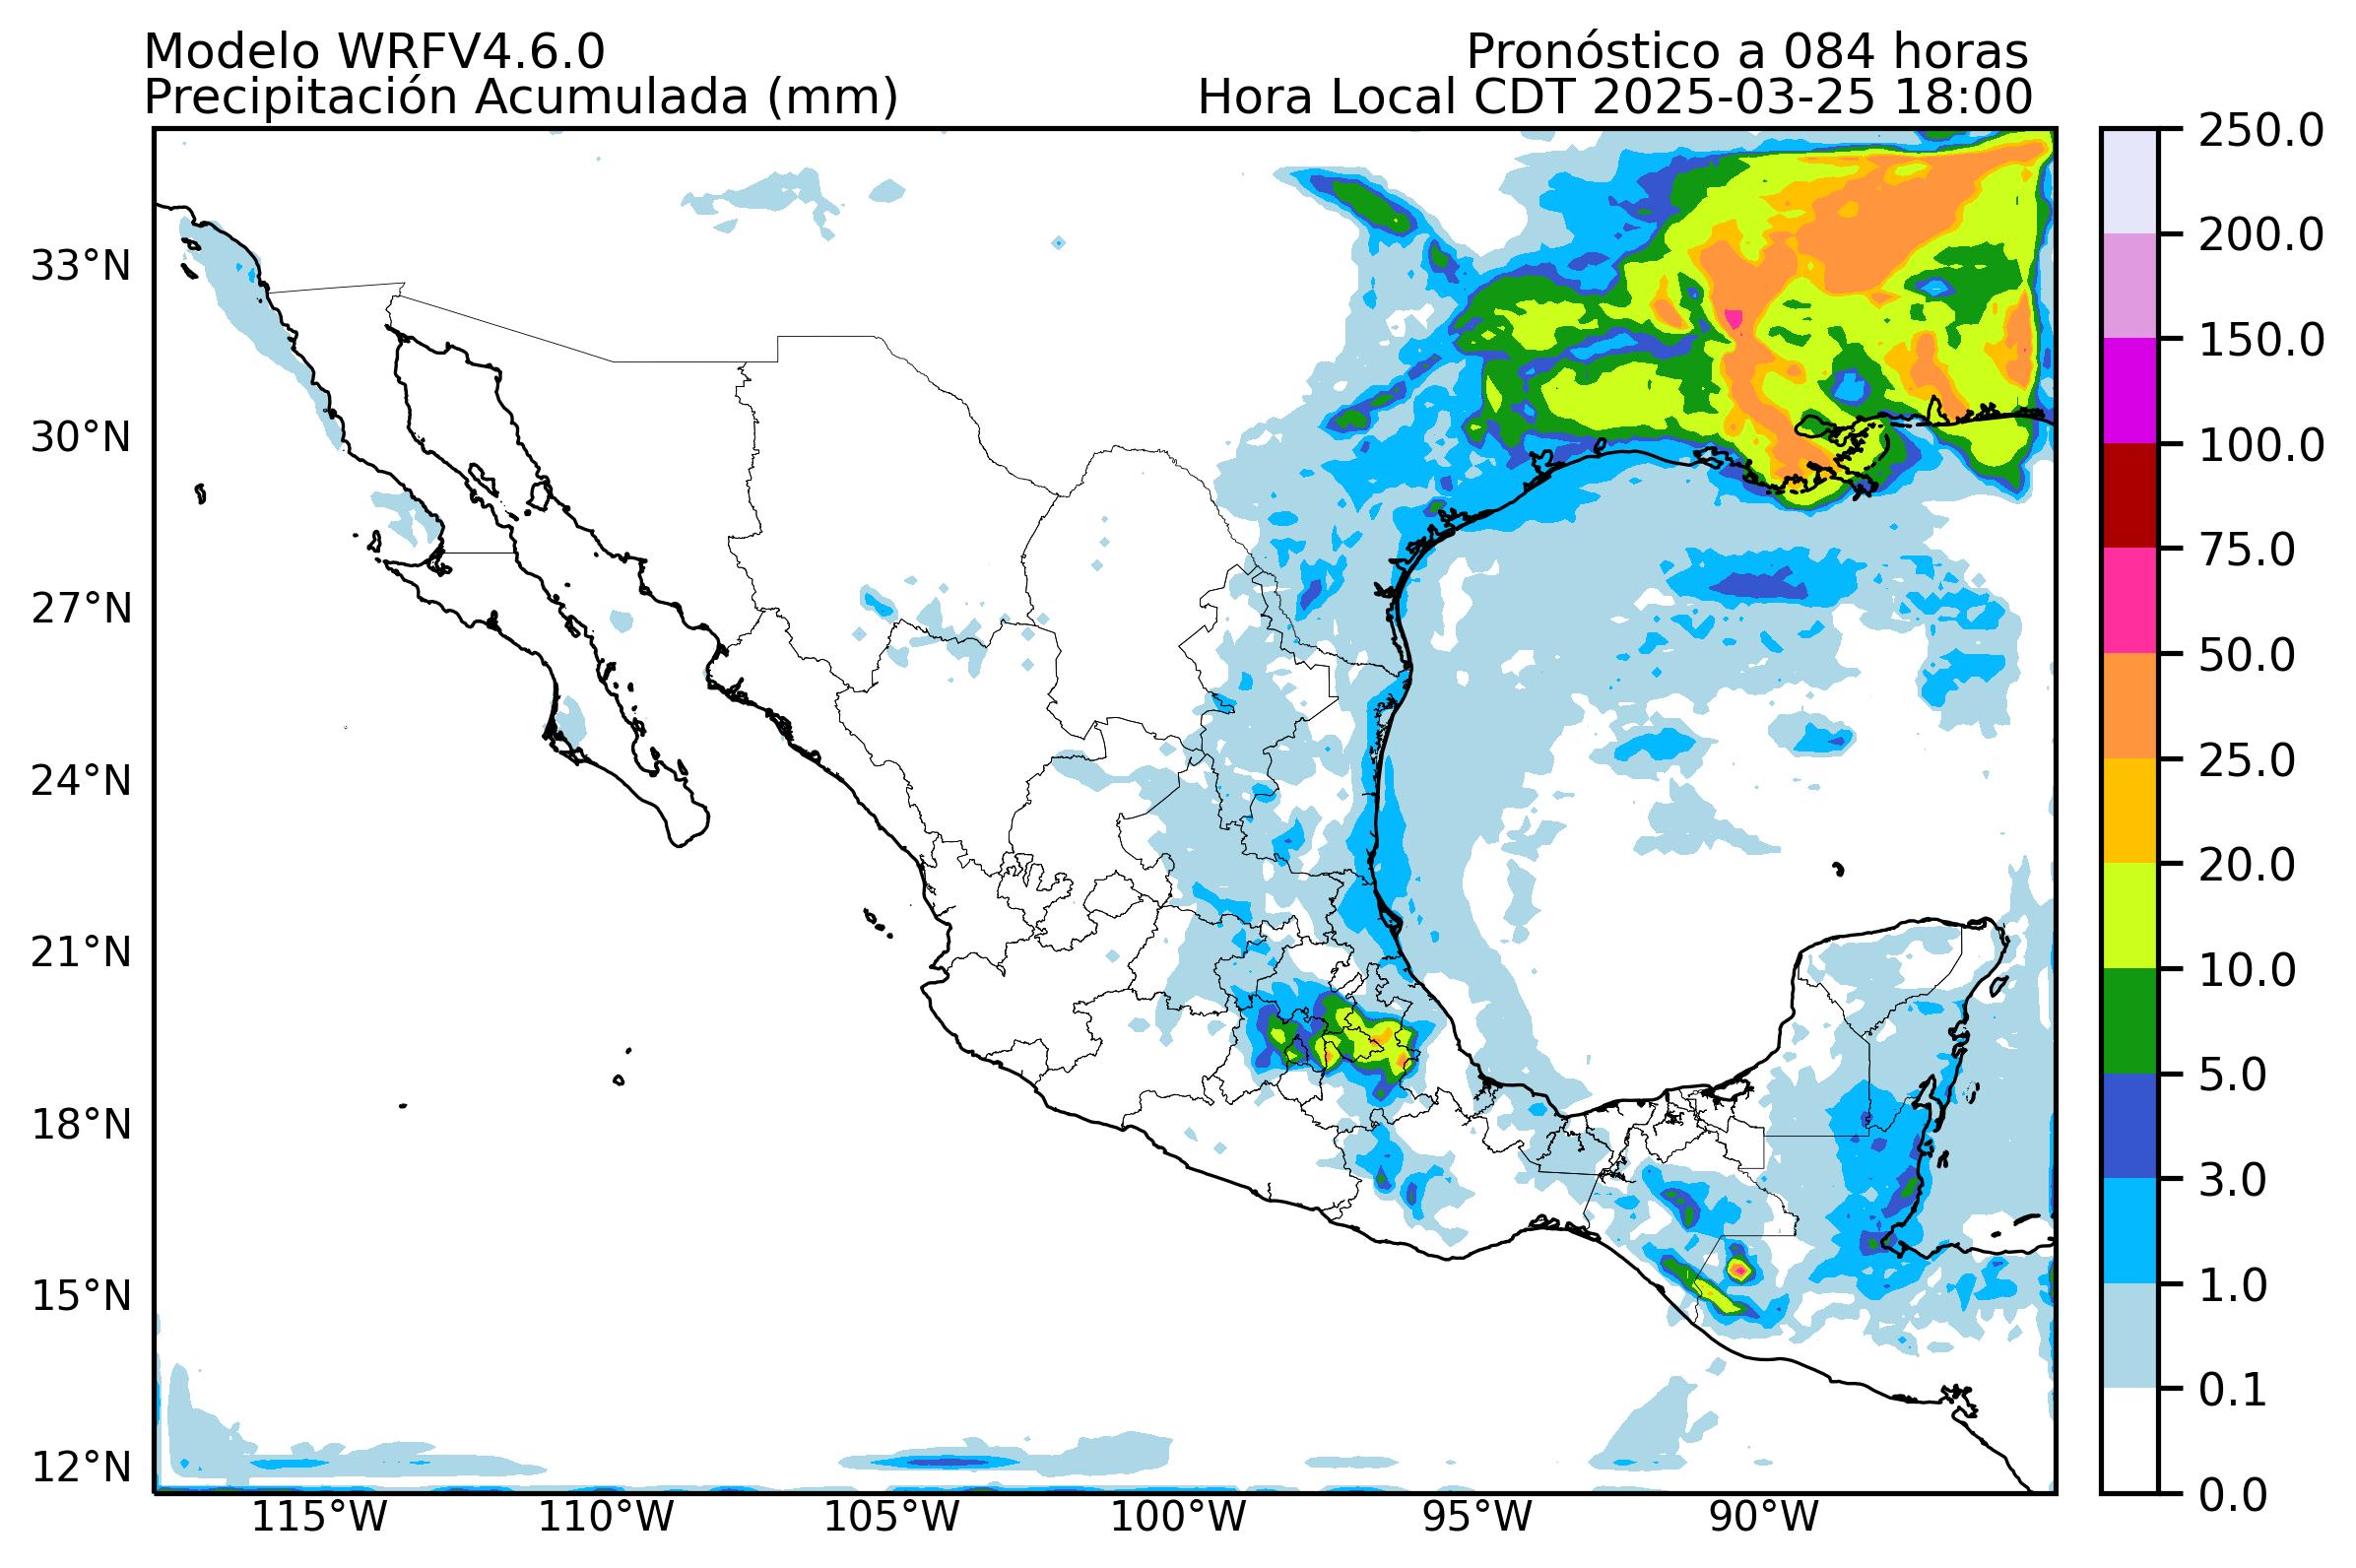 Modelo WRFV4.6.0
Pronóstico a 084 horas
Precipitación Acumulada (mm)
Hora Local CDT 2025-03-25 18:00
33°N
30°N
27°N
24°N
21°N
18°N
15°N
12°N
115°W
110°W
105°W
100°W
95°W
90°W
250.0
200.0
150.0
100.0
75.0
50.0
25.0
20.0
10.0
5.0
3.0
1.0
0.1
0.0